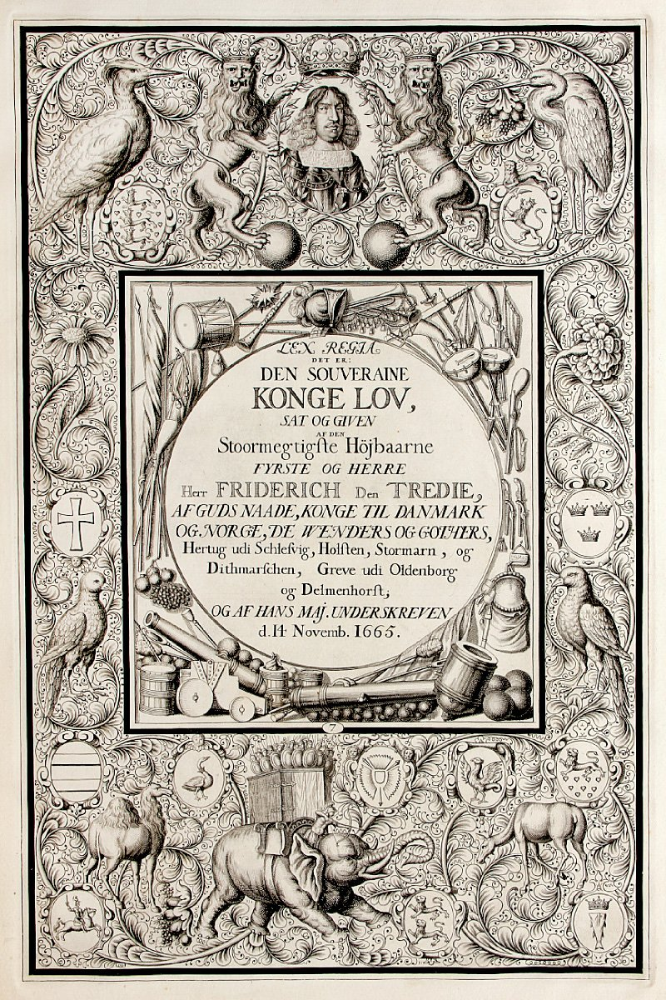 LEX REGIA
DET ER:
DEN SOUVERAINE
KONGE LOV,
SAT OG GIVEN
AF DEN
Stoormegtigste Höjbaarne
FYRSTE OG HERRE
Herr FRIDERICH Den TREDIE,
AF GUDS NAADE, KONGE TIL DANMARK
OG NORGE, DE WENDERS OG GOTHERS,
Hertug udi Schlesvig, Holsten, Stormarn, og
Dithmarschen, Greve udi Oldenborg
og Delmenhorst,
OG AF HANS MAJ. UNDERSKREVEN
d. 14 Novemb. 1665.
7